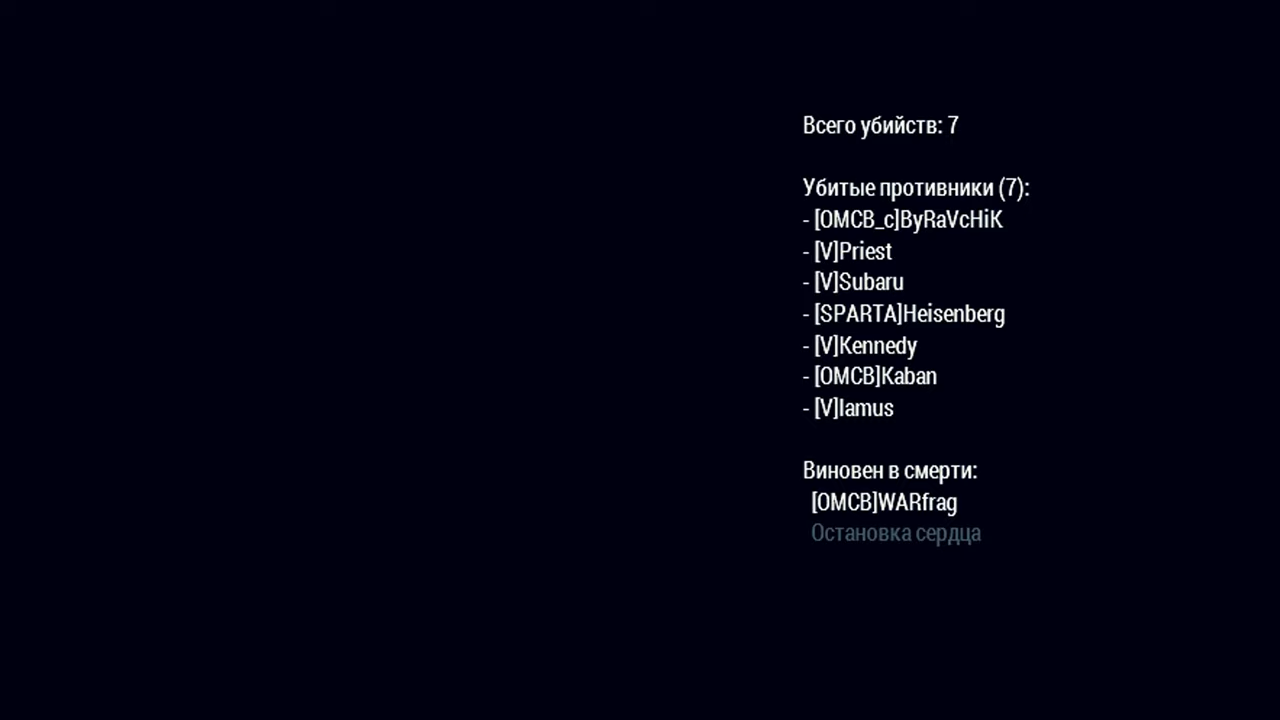 Всего убийств: 7
Убитые противники (7):
- [OMCB_c]ByRaVcHiK
- [V]Priest
- [V]Subaru
- [SPARTA]Heisenberg
- [V]Kennedy
- [OMCB]Kaban
- [V]Iamus
Виновен в смерти:
[OMCB]WARfrag
Остановка сердца